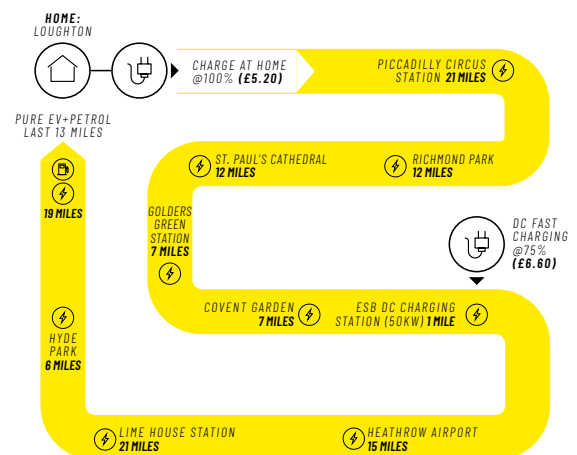 HOME:
LOUGHTON
CHARGE AT HOME
@100% (£5.20)
PICCADILLY CIRCUS
STATION 21 MILES
RICHMOND PARK
12 MILES
ST. PAUL'S CATHEDRAL
12 MILES
GOLDERS
GREEN
STATION
7 MILES
COVENT GARDEN
7 MILES
ESB DC CHARGING
STATION (50KW) 1 MILE
DC FAST
CHARGING
@75%
(£6.60)
HEATHROW AIRPORT
15 MILES
LIME HOUSE STATION
21 MILES
HYDE
PARK
6 MILES
19 MILES
PURE EV+PETROL
LAST 13 MILES